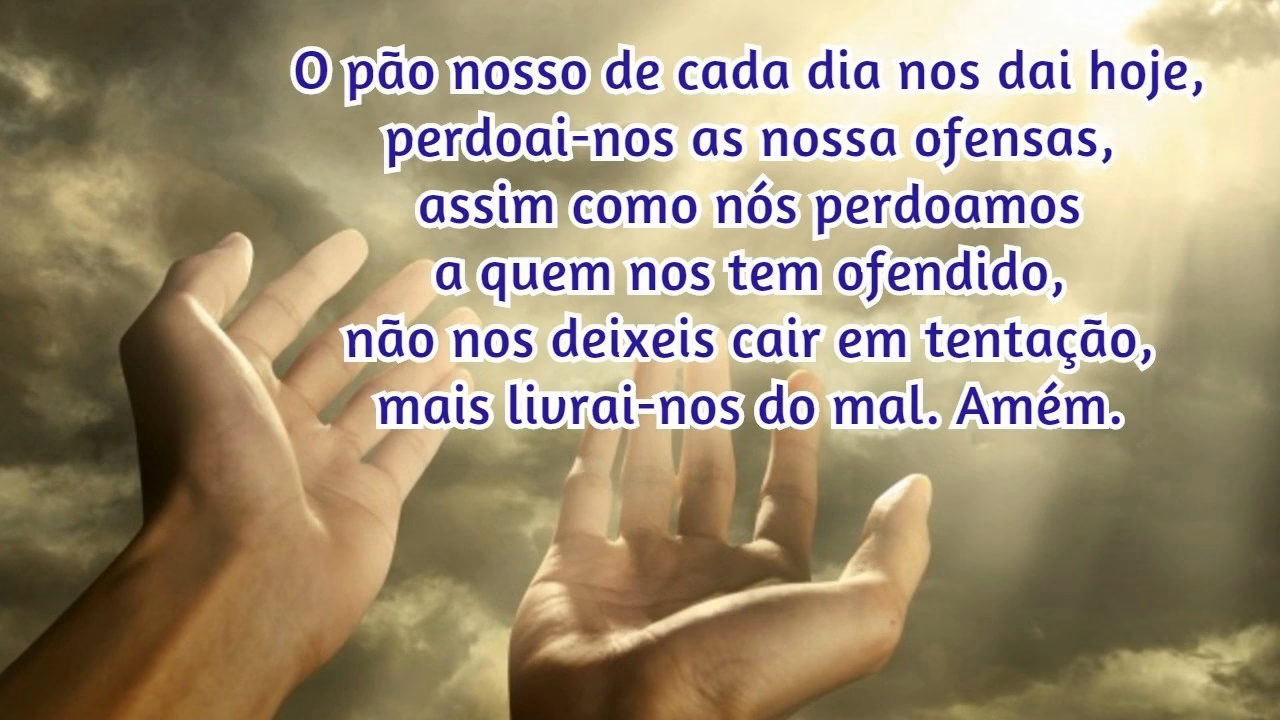 O pão nosso de cada dia nos dai hoje,
perdoai-nos as nossa ofensas,
assim como nós perdoamos
a quem nos tem ofendido,
não nos deixeis cair em tentação,
mais livrai-nos do mal. Amém.